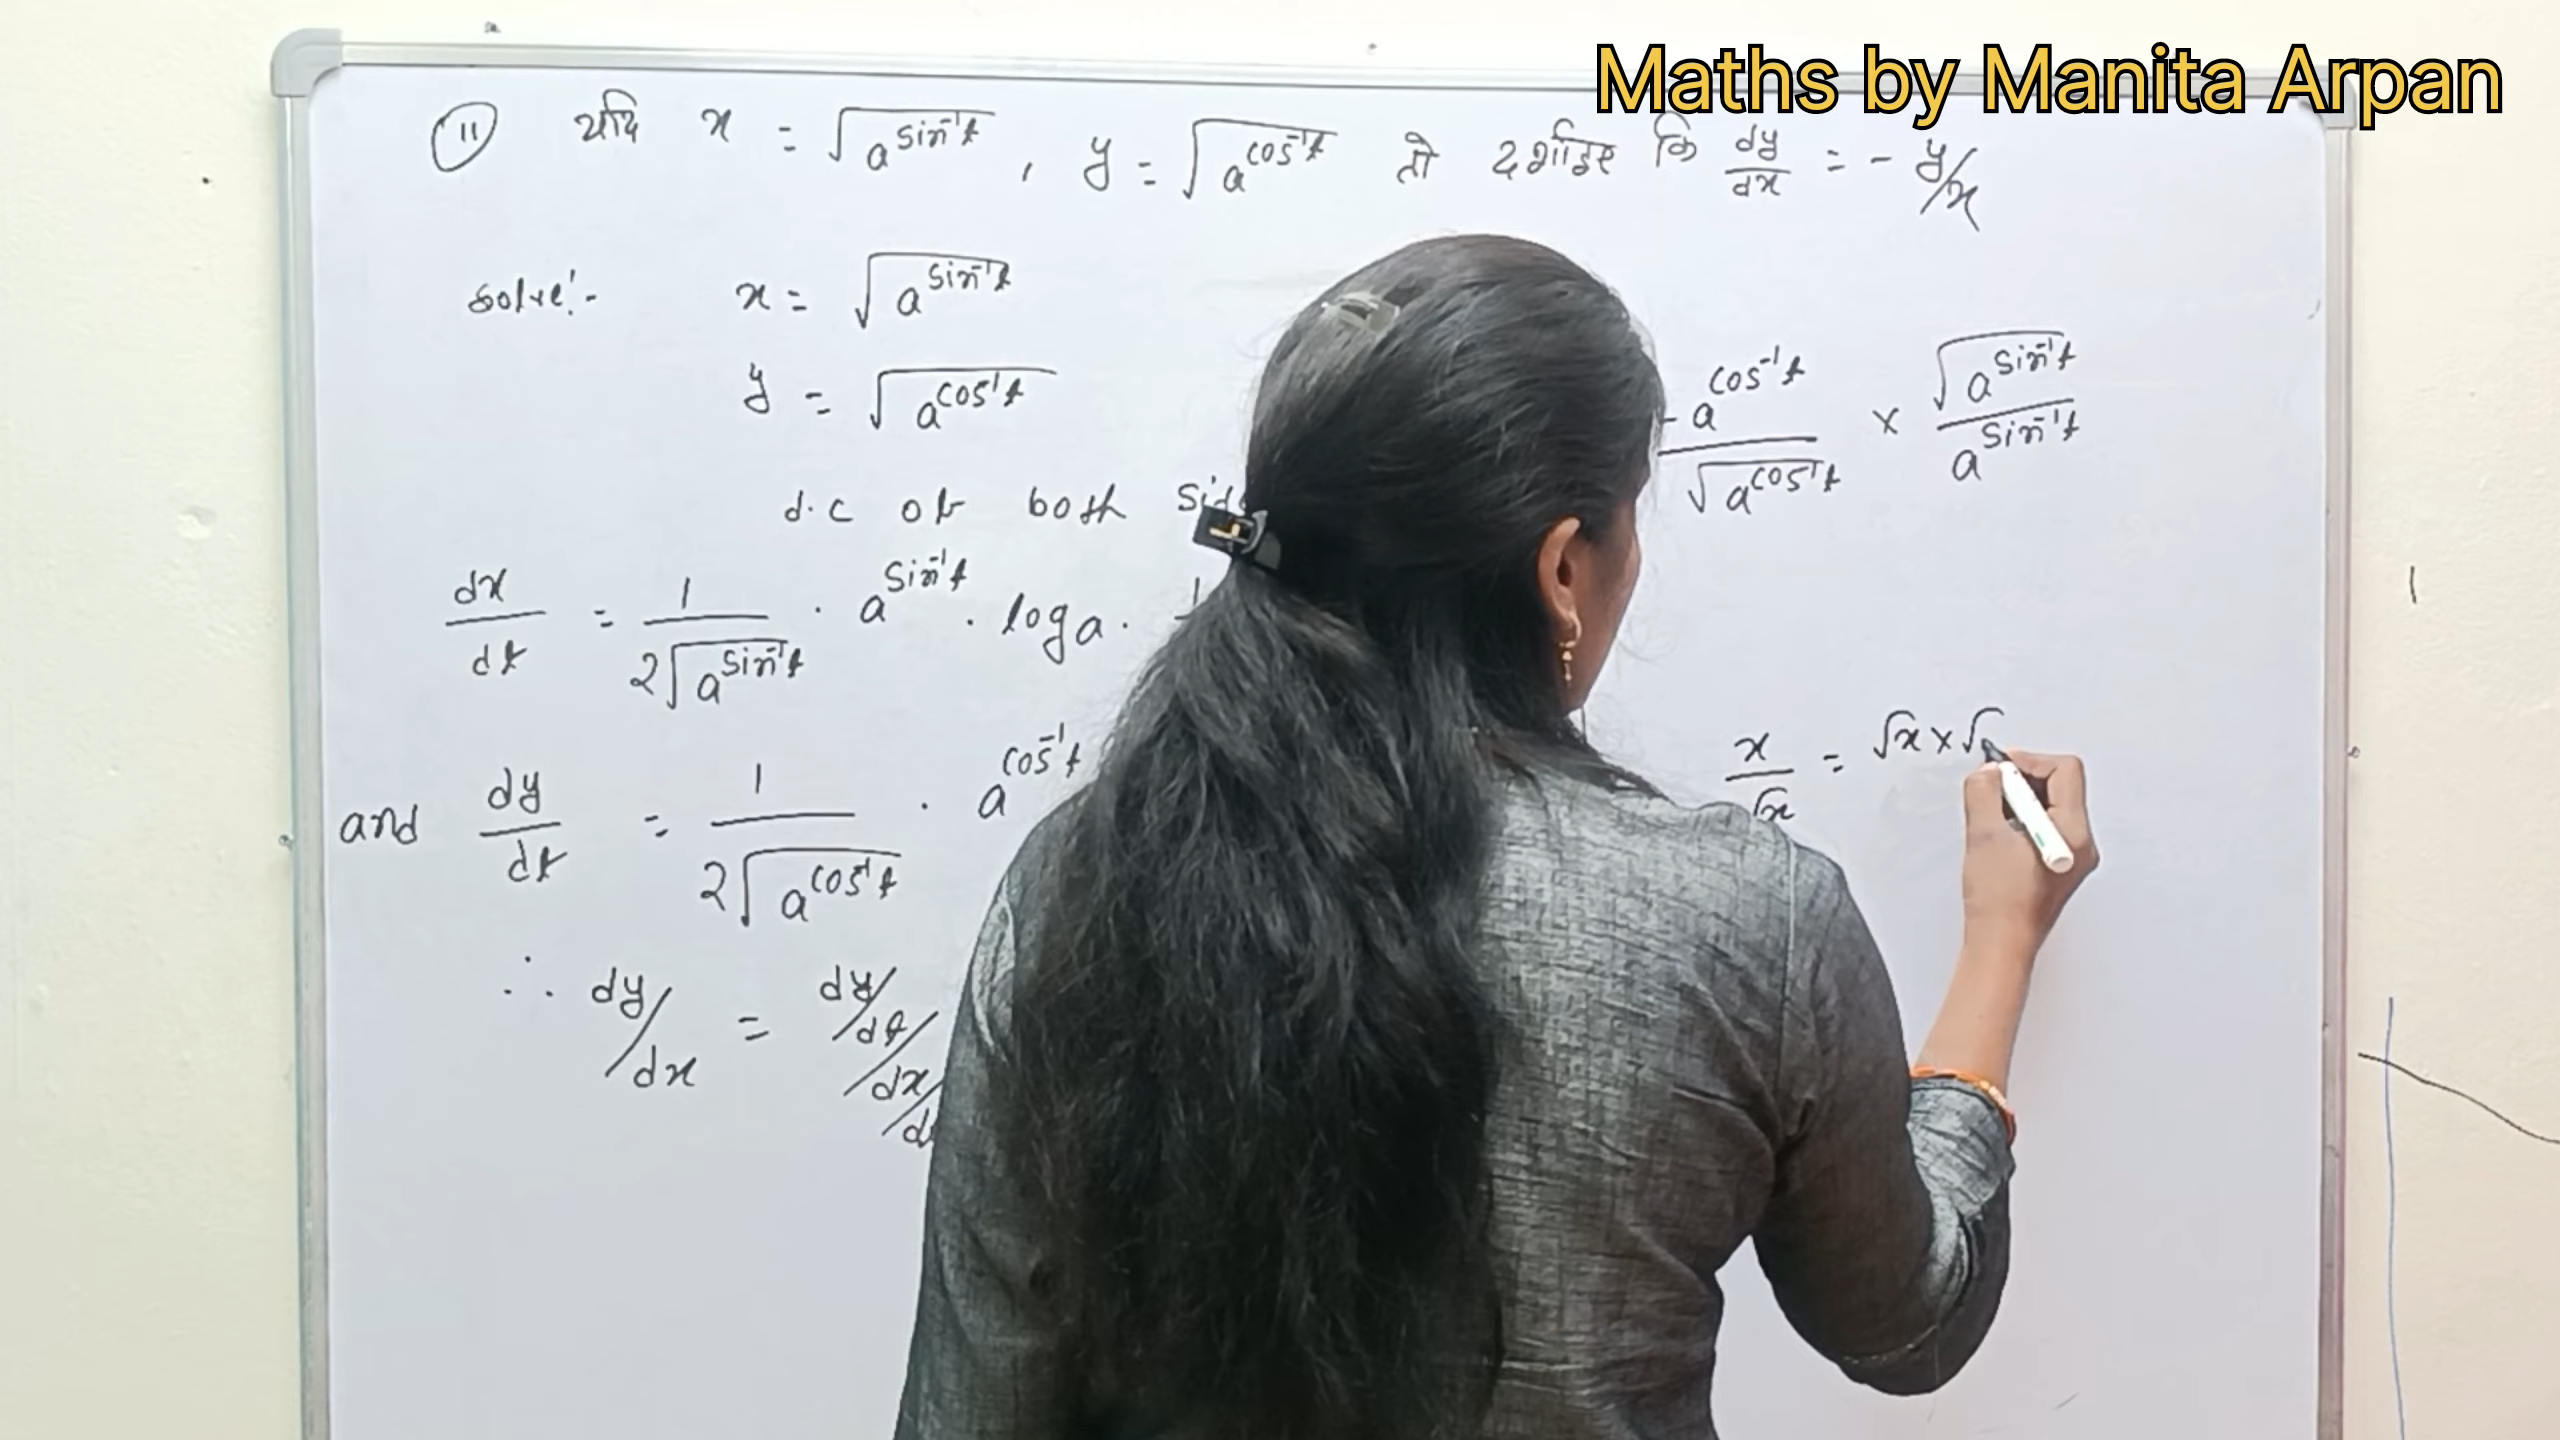 Maths by Manita Arpan
(11) यदि x = √a^sin⁻¹t , y = √a^cos⁻¹t तो दर्शाइए कि dy/dx = - y/x
Solve:- x = √a^sin⁻¹t
y = √a^cos⁻¹t
d.c of both
dx/dt = 1/2√a^sin⁻¹t . a^sin⁻¹t . log a .
and dy/dt = 1/2√a^cos⁻¹t . a^cos⁻¹t
∴ dy/dx = dy/dt/dx/
- a^cos⁻¹t/√a^cos⁻¹t × √a^sin⁻¹t/a^sin⁻¹t
x/√x = √x × √